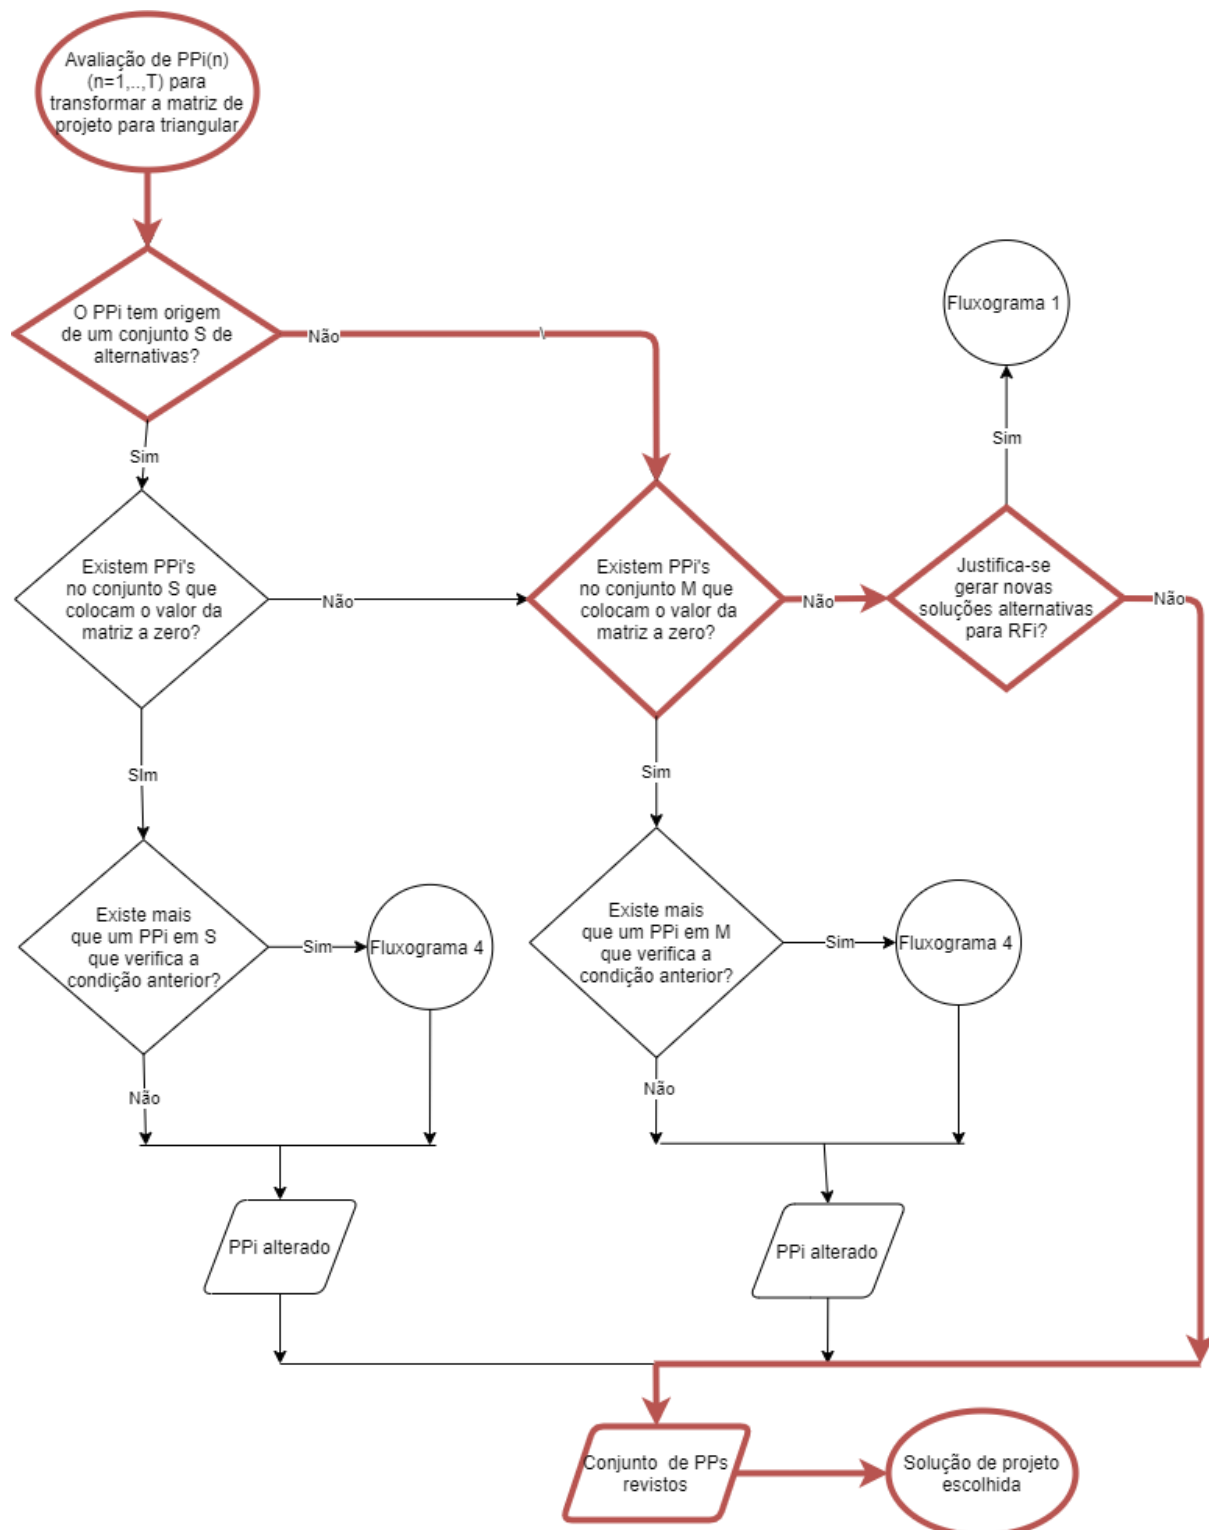 Avaliação de PPi(n)
(n=1,..,T) para
transformar a matriz de
projeto para triangular
O PPi tem origem
de um conjunto S de
alternativas?
Não
\
Sim
Fluxograma 1
Sim
Existem PPi's
no conjunto S que
colocam o valor da
matriz a zero?
Não
Existem PPi's
no conjunto M que
colocam o valor da
matriz a zero?
Não
Justifica-se
gerar novas
soluções alternativas
para RFi?
Não
SIm
Sim
Existe mais
que um PPi em S
que verifica a
condição anterior?
Sim
Fluxograma 4
Existe mais
que um PPi em M
que verifica a
condição anterior?
Sim
Fluxograma 4
Não
Não
PPi alterado
PPi alterado
Conjunto de PPs
revistos
Solução de projeto
escolhida